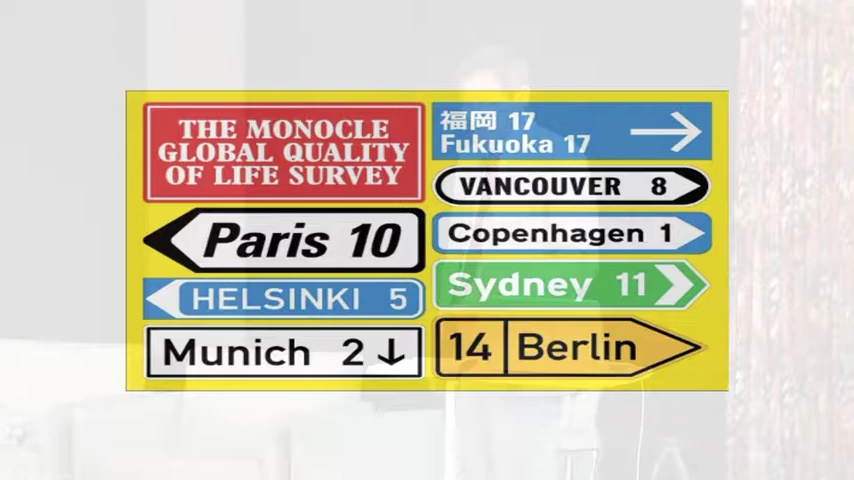 THE MONOCLE
GLOBAL QUALITY
OF LIFE SURVEY
Paris 10
HELSINKI 5
Munich 2↓
福岡 17 →
Fukuoka 17
VANCOUVER 8
Copenhagen 1
Sydney 11
14 Berlin